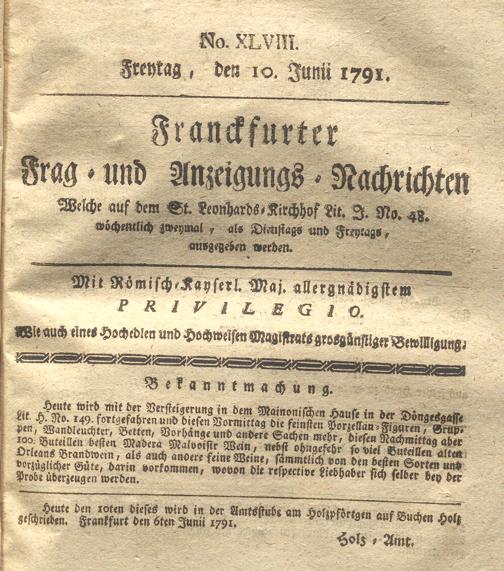 No. XLVIII.
Freytag, den 10. Junii 1791.
Franckfurter
Frag-und Anzeigungs-Nachrichten
Welche auf dem St. Leonhards-Kirchhof Lit. J. No. 48.
wöchentlich zweymal, als Dienstags und Freytags,
ausgegeben werden.
Mit Römisch-Kayserl. Maj. allergnädigstem
PRIVILEGIO.
Wie auch eines Hochedlen und Hochweisen Magistrats grosgünstiger Bewilligung.
Bekanntmachung.
Heute wird mit der Versteigerung in dem Mainonischen Hause in der Döngesgasse
Lit. H. No. 149. fortgefahren und diesen Vormittag die feinsten Porzellan-Figuren, Grup-
pen, Wandleuchter, Betten, Vorhänge und andere Sachen mehr, diesen Nachmittag aber
100. Buteillen besten Madera Malvoisir Wein, nebst ohngefehr so viel Buteillen alten
Orleans Brandwein, als auch andere feine Weine, sämmtlich von den besten Sorten und
vorzüglicher Güte, darin vorkommen, wovon die respective Liebhaber sich selber bey der
Probe überzeugen werden.
Heute den 10ten dieses wird in der Amtsstube am Holzpförtgen auf Buchen Holz
geschrieben. Frankfurt den 6ten Junii 1791.
Holz-Amt.